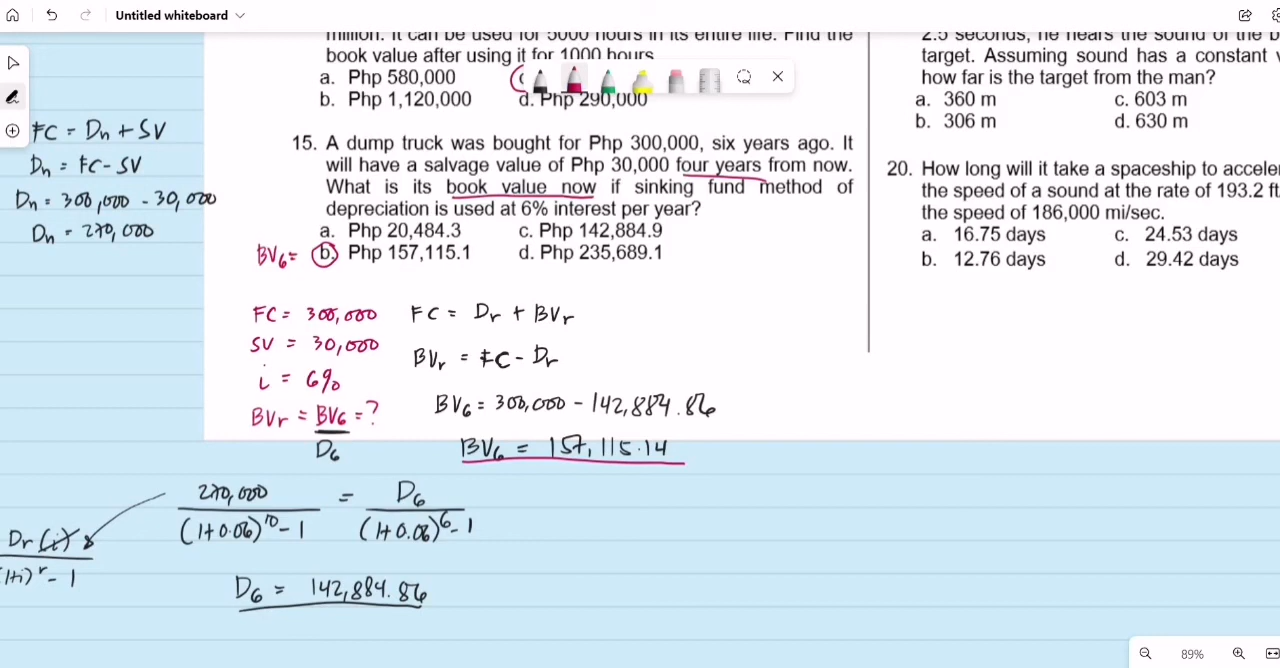 Untitled whiteboard
million. It can be used for 5000 hours in its entire life. Find the
book value after using it for 1000 hours
a. Php 580,000
b. Php 1,120,000 d. Php 290,000
15. A dump truck was bought for Php 300,000, six years ago. It
will have a salvage value of Php 30,000 four years from now.
What is its book value now if sinking fund method of
depreciation is used at 6% interest per year?
a. Php 20,484.3 c. Php 142,884.9
BV6= b. Php 157,115.1 d. Php 235,689.1
FC = Dn + SV
Dn = FC - SV
Dn = 300,000 - 30,000
Dn = 270,000
FC = 300,000
SV = 30,000
i = 6%
BVr = BV6 = ?
D6
FC = Dr + BVr
BVr = FC - Dr
BV6 = 300,000 - 142,884.86
BV6 = 157,115.14
Dr (i)
(1+i)^r - 1
270,000 = D6
(1+0.06)^10 - 1 (1+0.06)^6 - 1
D6 = 142,884.86
2.5 seconds, he hears the sound of the b
target. Assuming sound has a constant v
how far is the target from the man?
a. 360 m c. 603 m
b. 306 m d. 630 m
20. How long will it take a spaceship to acceler
the speed of a sound at the rate of 193.2 ft
the speed of 186,000 mi/sec.
a. 16.75 days c. 24.53 days
b. 12.76 days d. 29.42 days
89%